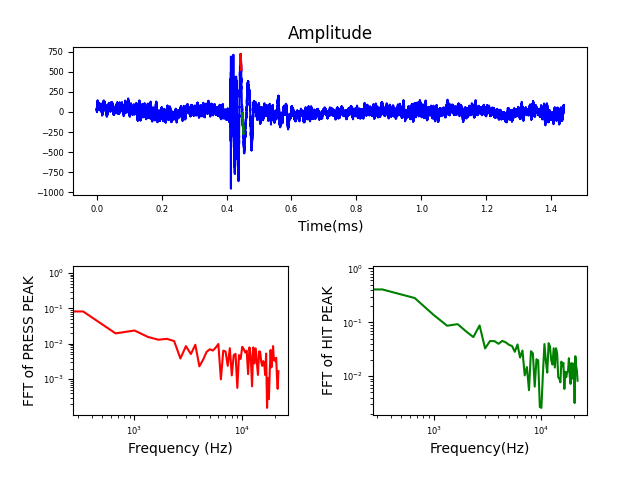 Amplitude
750
500
250
0
−250
−500
−750
−1000
0.0 0.2 0.4 0.6 0.8 1.0 1.2 1.4
Time(ms)
FFT of PRESS PEAK
10⁰
10⁻¹
10⁻²
10⁻³
10³ 10⁴
Frequency (Hz)
FFT of HIT PEAK
10⁰
10⁻¹
10⁻²
10³ 10⁴
Frequency(Hz)